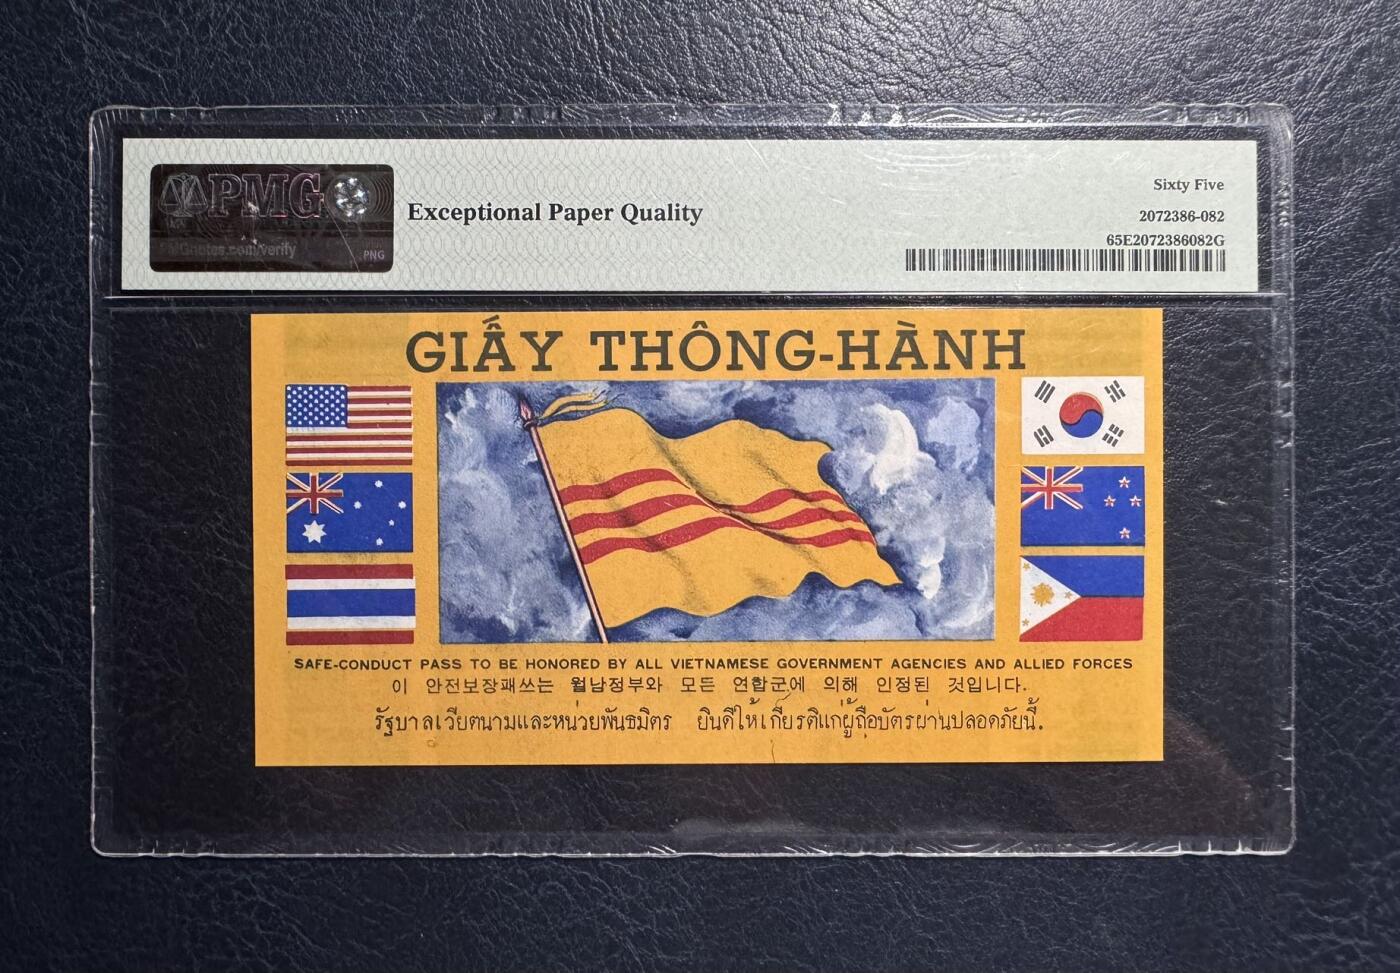 PMG
PMGnotes.com/verify
PNG
Exceptional Paper Quality
Sixty Five
2072386-082
65E2072386082G
GIẤY THÔNG-HÀNH
SAFE-CONDUCT PASS TO BE HONORED BY ALL VIETNAMESE GOVERNMENT AGENCIES AND ALLIED FORCES
이 안전보장패쓰는 월남정부와 모든 연합군에 의해 인정된 것입니다.
รัฐบาลเวียตนามและหน่วยพันธมิตร ยินดีให้เกียรติแก่ผู้ถือบัตรผ่านปลอดภัยนี้.